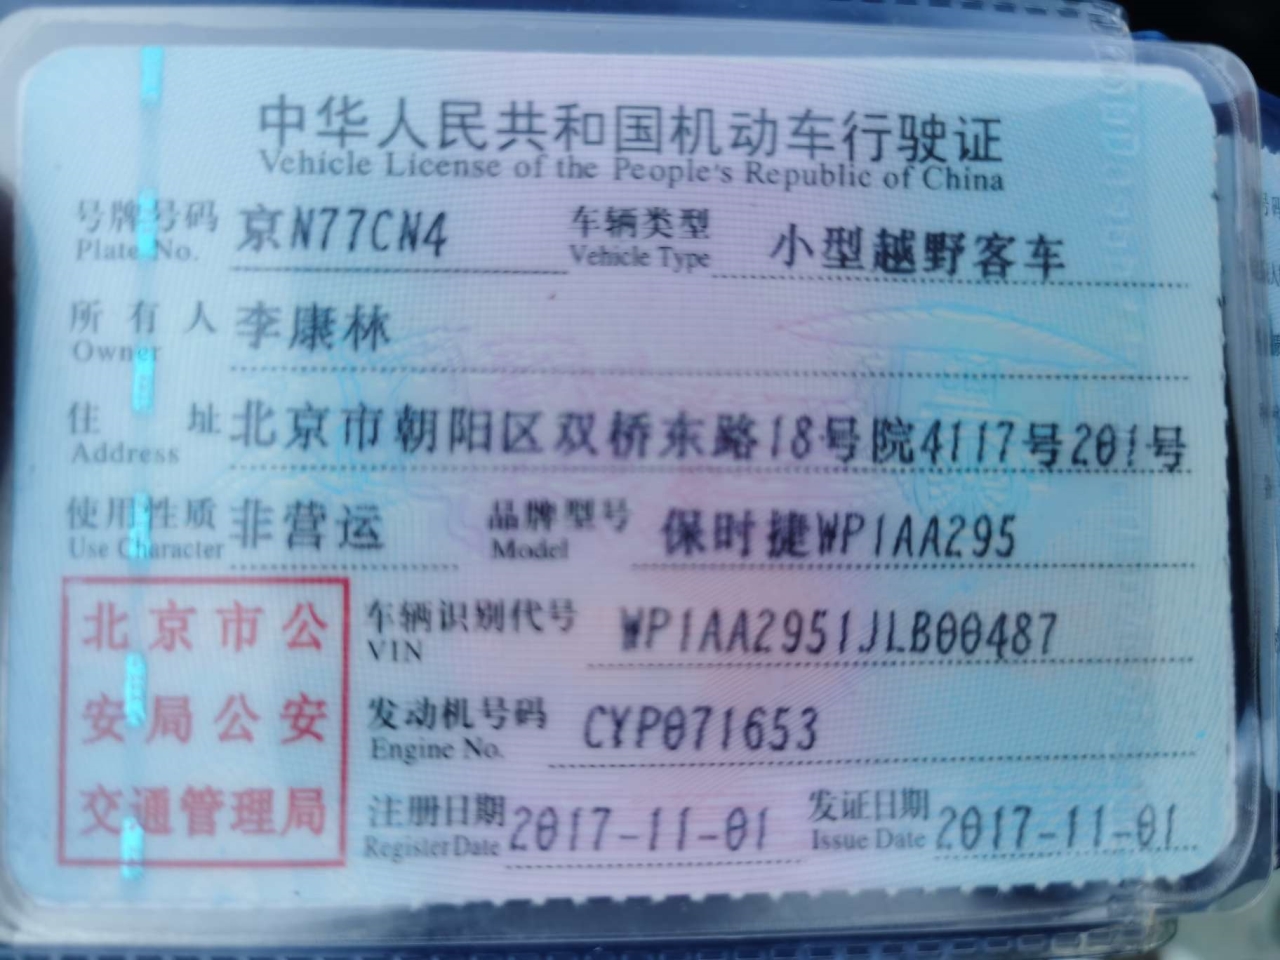 中华人民共和国机动车行驶证
Vehicle License of the People's Republic of China
号牌号码 京N77CN4 车辆类型 小型越野客车
Plate No. Vehicle Type
所有人 李康林
Owner
住址 北京市朝阳区双桥东路18号院4117号201号
Address
使用性质 非营运 品牌型号 保时捷WP1AA295
Use Character Model
车辆识别代号 WP1AA2951JLB00487
VIN
发动机号码 CYP071653
Engine No.
注册日期 2017-11-01 发证日期 2017-11-01
Register Date Issue Date
北京市公
安局公安
交通管理局